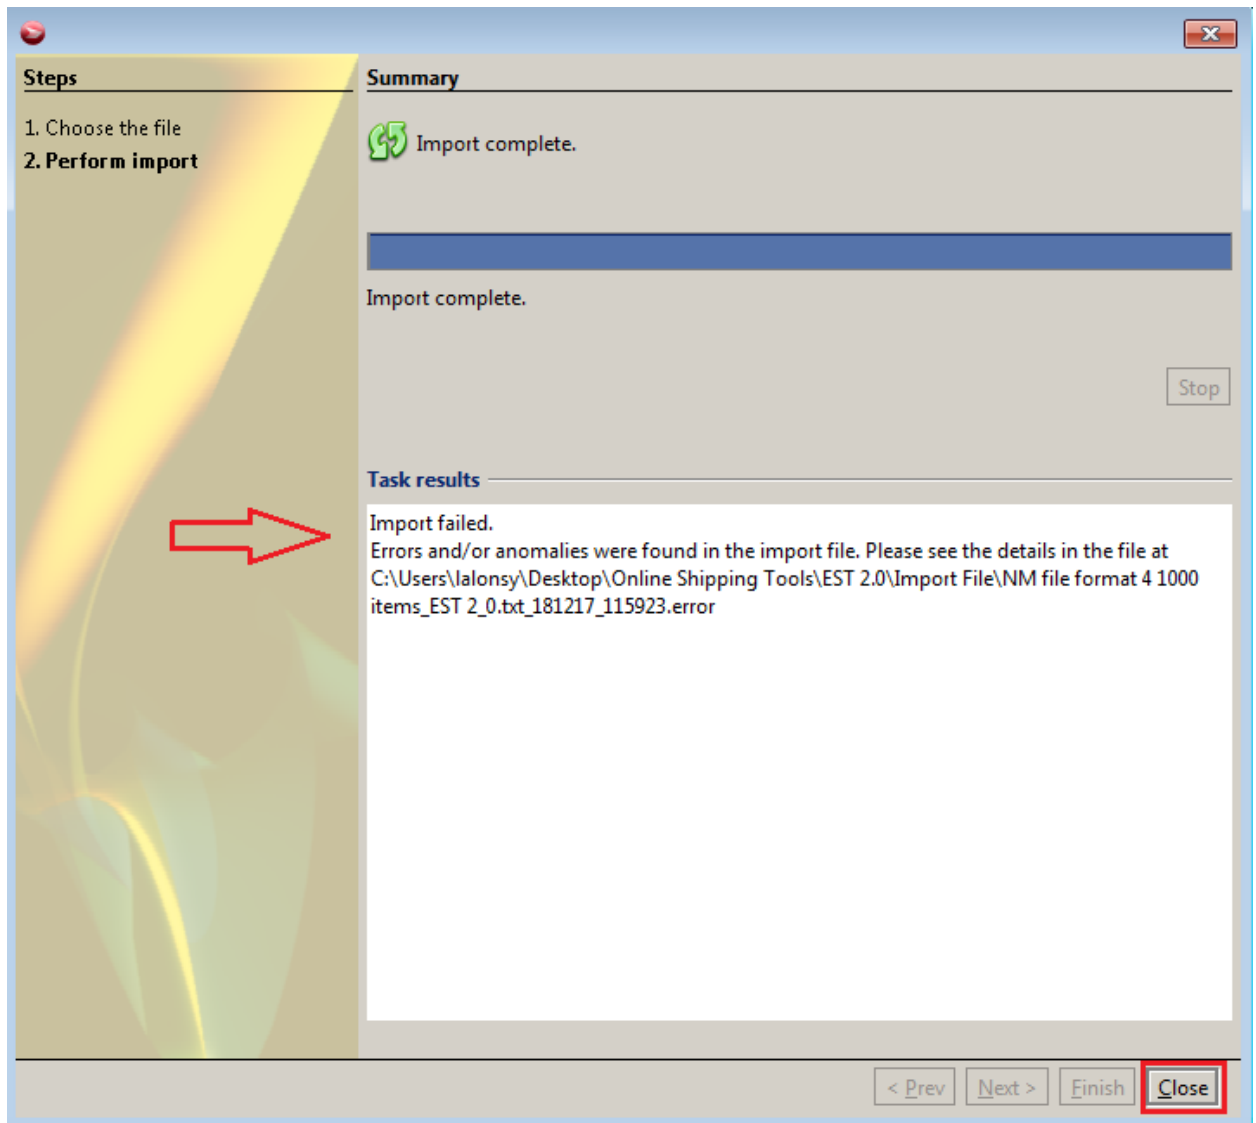 Steps
1. Choose the file
2. Perform import
Summary
Import complete.
Import complete.
Stop
Task results
Import failed.
Errors and/or anomalies were found in the import file. Please see the details in the file at
C:\Users\lalonsy\Desktop\Online Shipping Tools\EST 2.0\Import File\NM file format 4 1000
items_EST 2_0.txt_181217_115923.error
< Prev Next > Finish Close